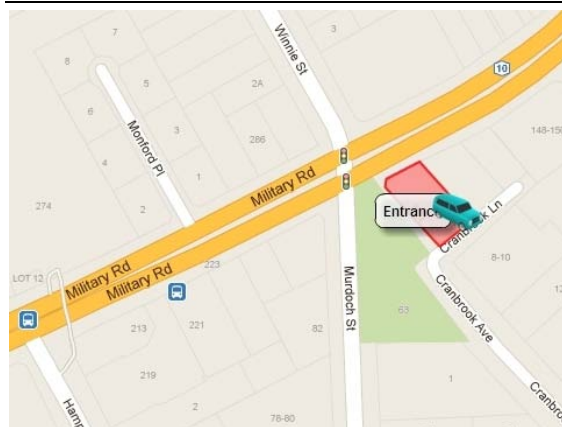 7
3
Winnie St
8
5
2A
10
6
Monford Pl
3
286
148-150
4
1
Military Rd
274
2
Entrance
Cranbrook Ln
LOT 12
Military Rd
Military Rd
223
8-10
Murdoch St
Cranbrook Ave
63
213
221
82
219
1
2
78-80